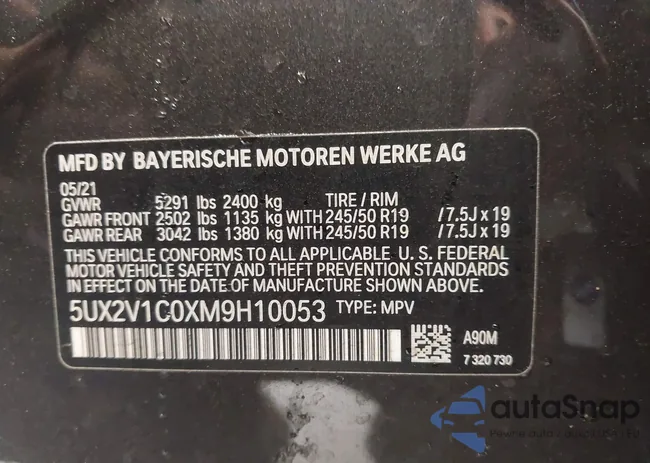 MFD BY BAYERISCHE MOTOREN WERKE AG
05/21
GVWR 5291 lbs 2400 kg TIRE / RIM
GAWR FRONT 2502 lbs 1135 kg WITH 245/50 R19 /7.5J x 19
GAWR REAR 3042 lbs 1380 kg WITH 245/50 R19 /7.5J x 19
THIS VEHICLE CONFORMS TO ALL APPLICABLE U. S. FEDERAL
MOTOR VEHICLE SAFETY AND THEFT PREVENTION STANDARDS
IN EFFECT ON THE DATE OF MANUFACTURE SHOWN ABOVE.
5UX2V1C0XM9H10053 TYPE: MPV
A90M
7 320 730
autaSnap